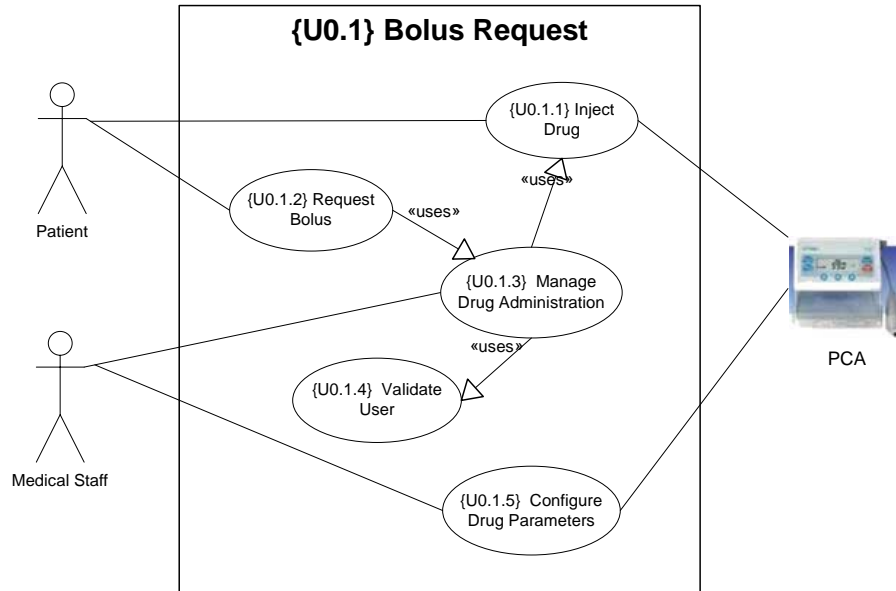 {U0.1} Bolus Request
{U0.1.1} Inject
Drug
«uses»
{U0.1.2} Request
Bolus
«uses»
Patient
{U0.1.3} Manage
Drug Administration
«uses»
PCA
{U0.1.4} Validate
User
Medical Staff
{U0.1.5} Configure
Drug Parameters